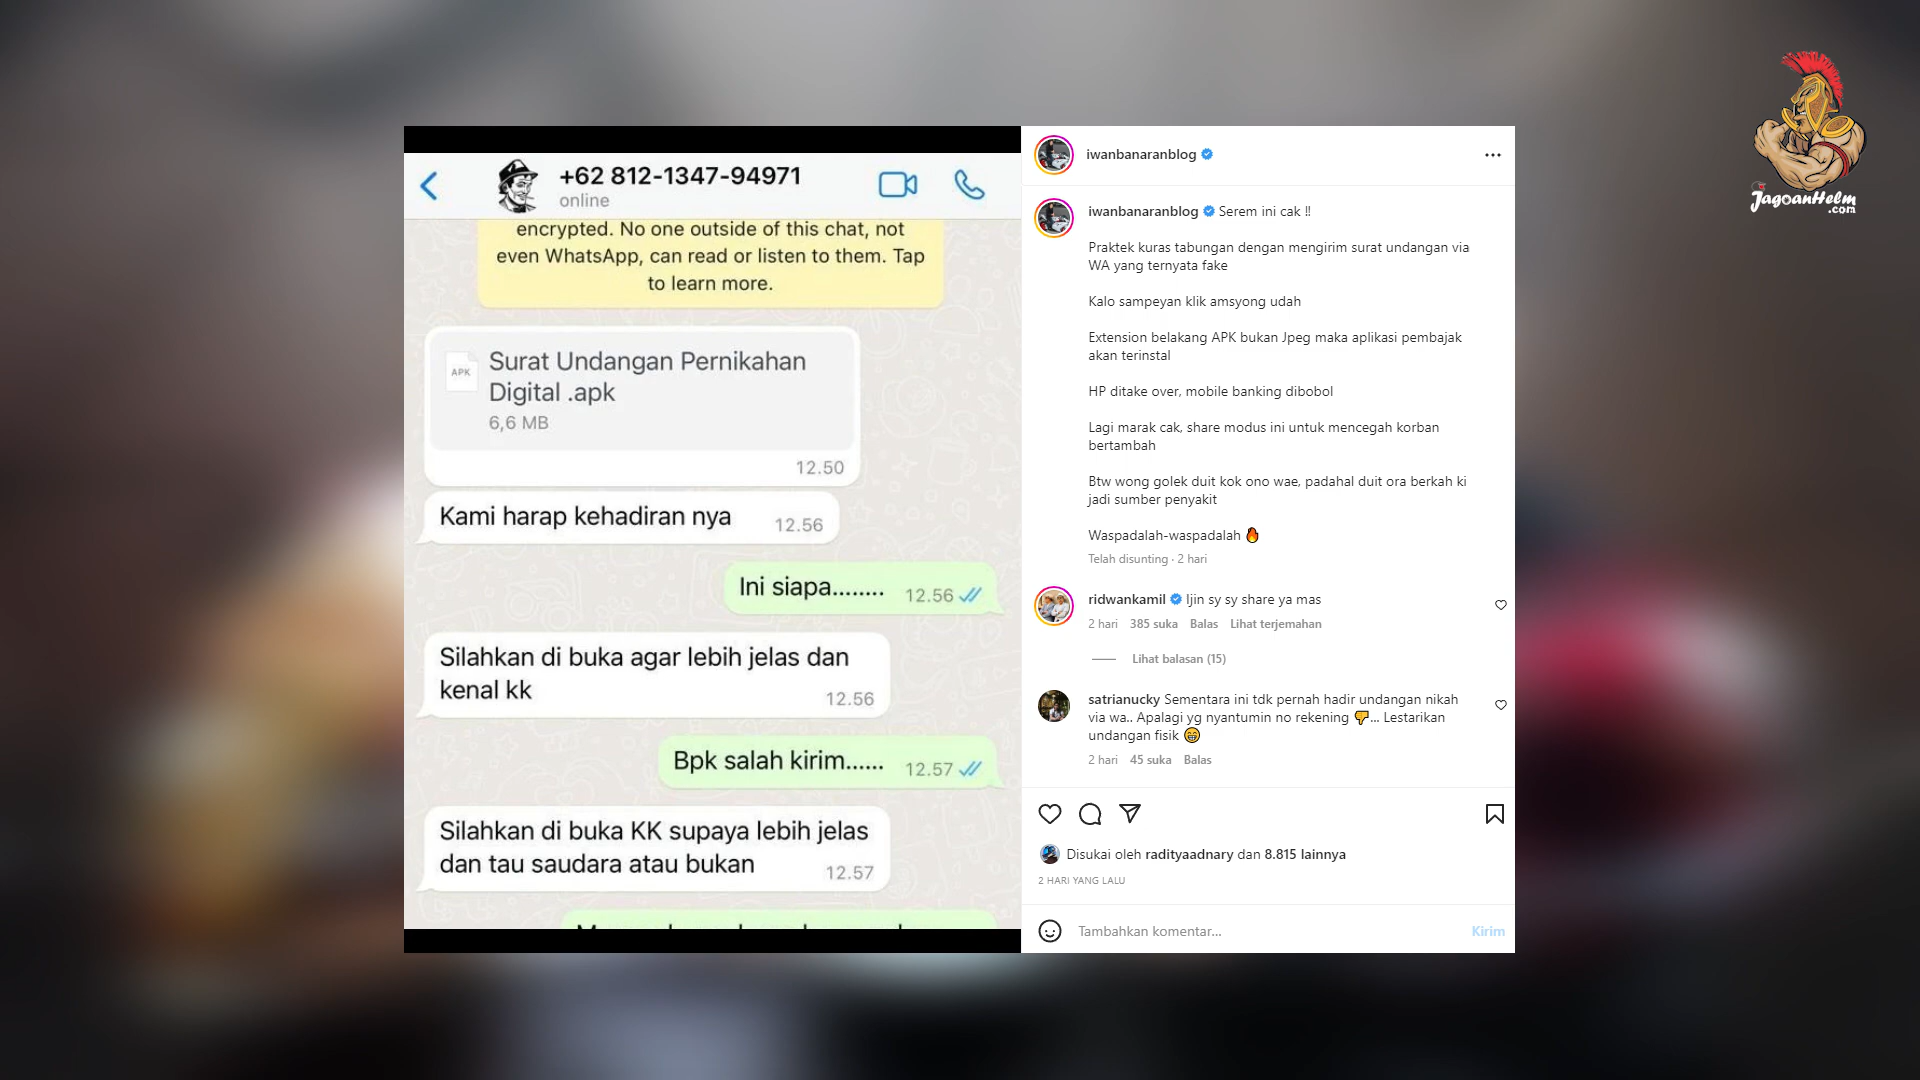 +62 812-1347-94971
online
encrypted. No one outside of this chat, not
even WhatsApp, can read or listen to them. Tap
to learn more.
APK
Surat Undangan Pernikahan
Digital .apk
6,6 MB
12.50
Kami harap kehadiran nya 12.56
Ini siapa........ 12.56
Silahkan di buka agar lebih jelas dan
kenal kk
12.56
Bpk salah kirim...... 12.57
Silahkan di buka KK supaya lebih jelas
dan tau saudara atau bukan
12.57
iwanbanaranblog
iwanbanaranblog Serem ini cak !!
Praktek kuras tabungan dengan mengirim surat undangan via
WA yang ternyata fake
Kalo sampeyan klik amsyong udah
Extension belakang APK bukan Jpeg maka aplikasi pembajak
akan terinstal
HP ditake over, mobile banking dibobol
Lagi marak cak, share modus ini untuk mencegah korban
bertambah
Btw wong golek duit kok ono wae, padahal duit ora berkah ki
jadi sumber penyakit
Waspadalah-waspadalah 🔥
Telah disunting · 2 hari
ridwankamil Ijin sy sy share ya mas
2 hari 385 suka Balas Lihat terjemahan
Lihat balasan (15)
satrianucky Sementara ini tdk pernah hadir undangan nikah
via wa.. Apalagi yg nyantumin no rekening 👎... Lestarikan
undangan fisik 😁
2 hari 45 suka Balas
Disukai oleh radityaadnary dan 8.815 lainnya
2 HARI YANG LALU
Tambahkan komentar...
Kirim
JagoanHelm
.com